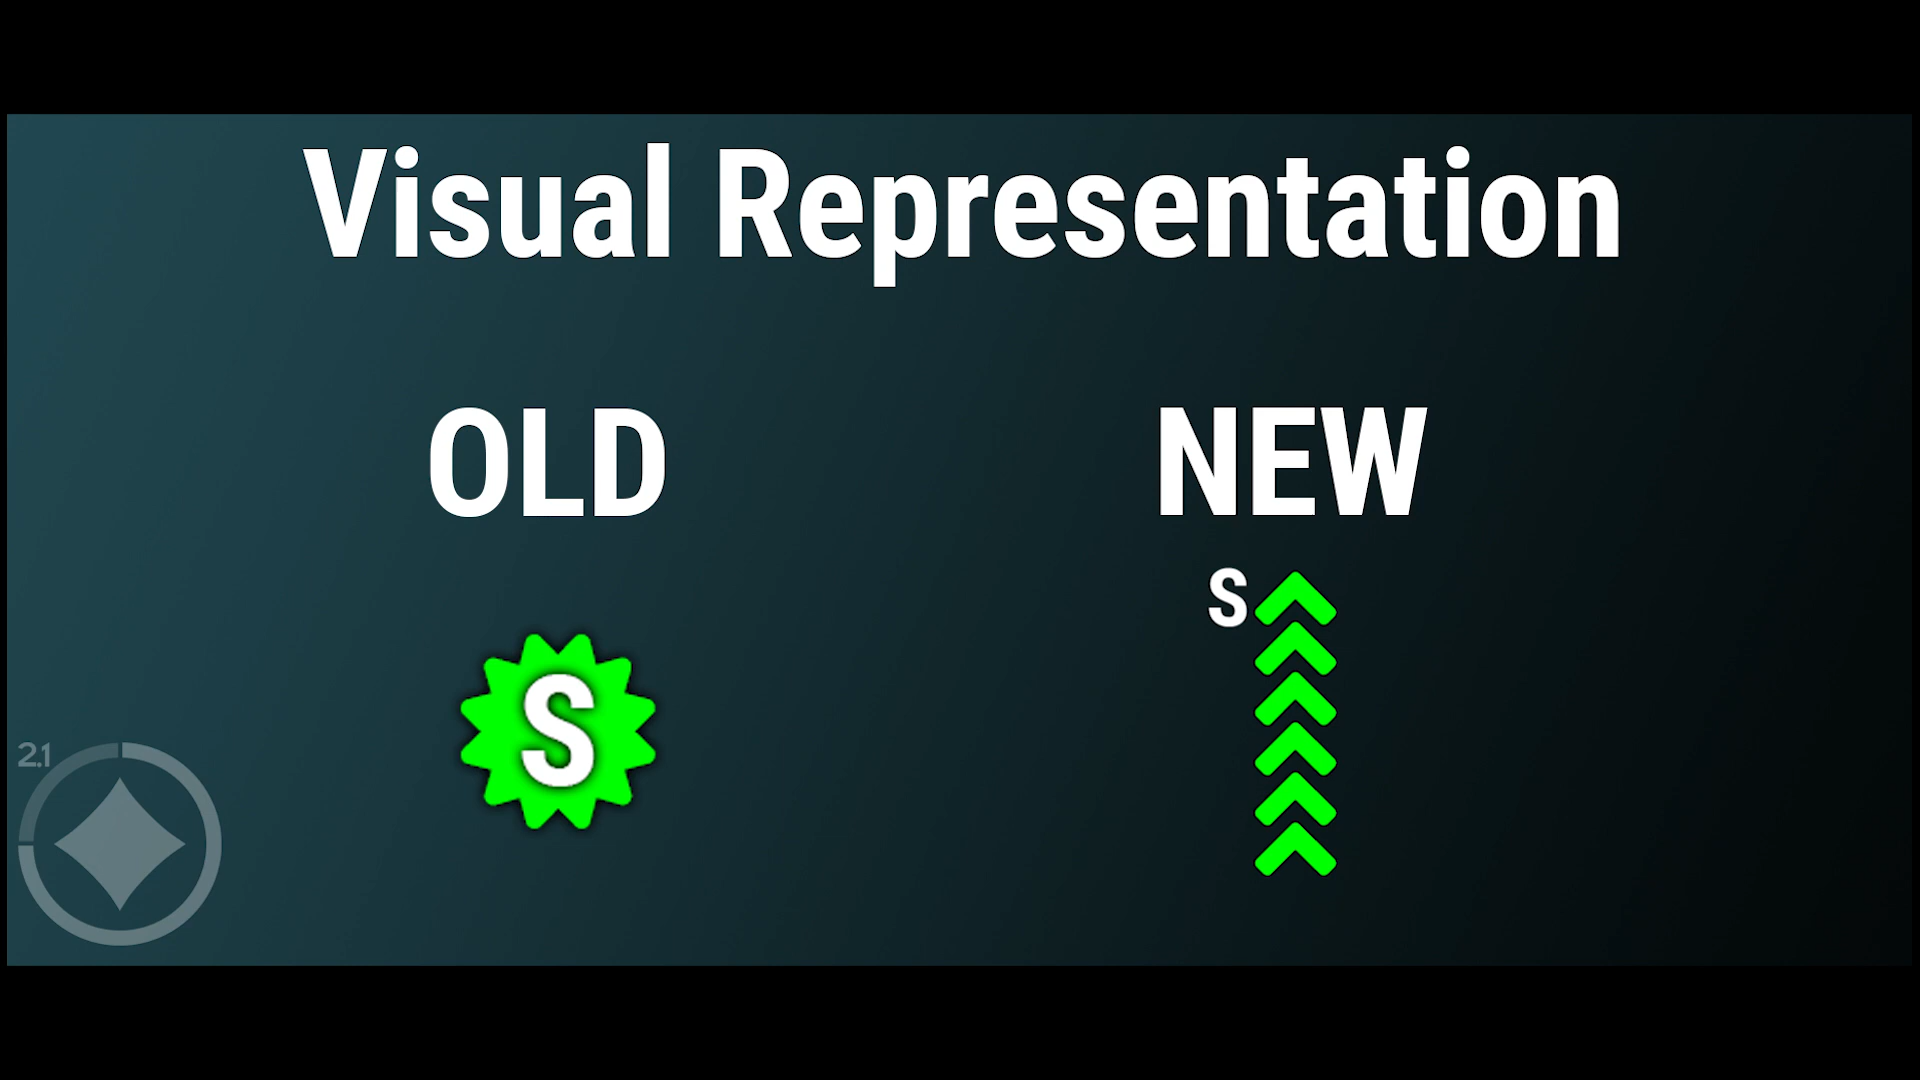 Visual Representation
OLD
NEW
S
S
2.1